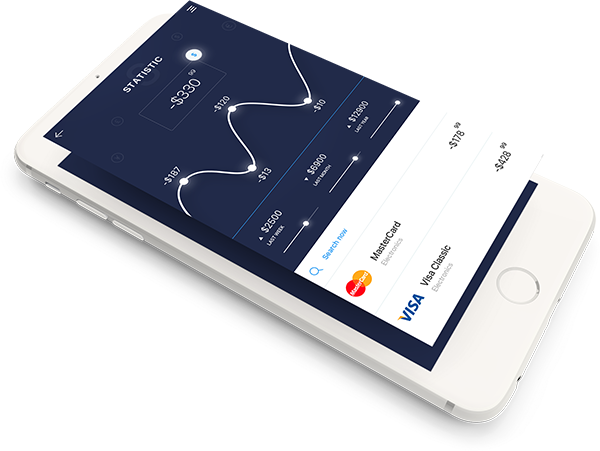 STATISTIC
-$330 99
-$187
-$13
-$120
-$10
$2500
LAST WEEK
$6900
LAST MONTH
$12900
LAST YEAR
Search now
MasterCard
MasterCard
Electronics
-$178 99
VISA
Visa Classic
Electronics
-$428 99